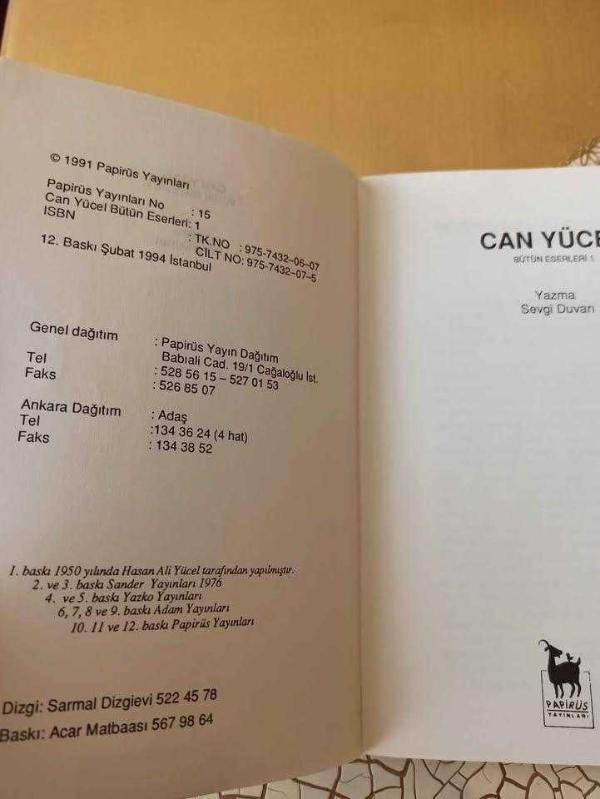 © 1991 Papirüs Yayınları
Papirüs Yayınları No : 15
Can Yücel Bütün Eserleri: 1
ISBN : TK.NO : 975-7432-06-07
CİLT NO: 975-7432-07-5
12. Baskı Şubat 1994 İstanbul
Genel dağıtım : Papirüs Yayın Dağıtım
Babıali Cad. 19/1 Cağaloğlu İst.
Tel : 528 56 15 – 527 01 53
Faks : 526 85 07
Ankara Dağıtım : Adaş
Tel : 134 36 24 (4 hat)
Faks : 134 38 52
1. baskı 1950 yılında Hasan Ali Yücel tarafından yapılmıştır.
2. ve 3. baskı Sander Yayınları 1976
4. ve 5. baskı Yazko Yayınları
6, 7, 8 ve 9. baskı Adam Yayınları
10. 11 ve 12. baskı Papirüs Yayınları
Dizgi: Sarmal Dizgievi 522 45 78
Baskı: Acar Matbaası 567 98 64
CAN YÜCE
BÜTÜN ESERLERİ 1
Yazma
Sevgi Duvarı
PAPİRÜS
YAYINLARI